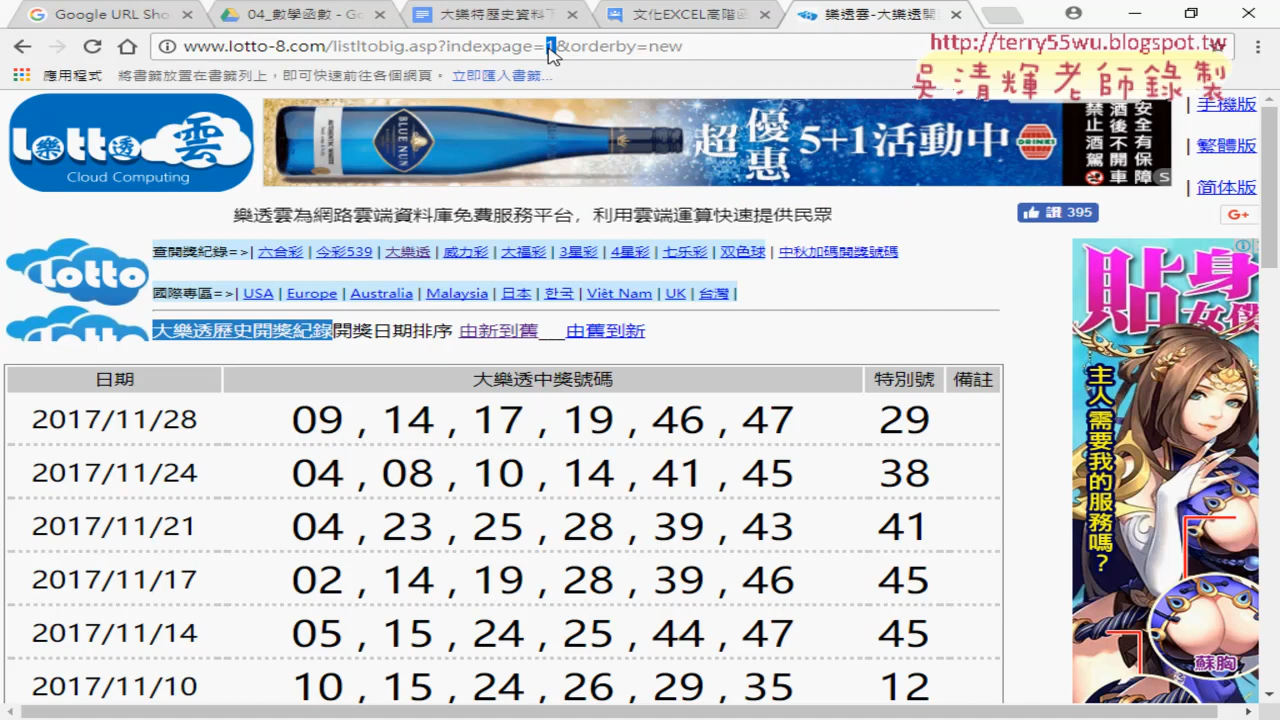 Google URL Sho
04_數學函數 - Go
大樂特歷史資料下
文化EXCEL高階函
樂透雲-大樂透開
www.lotto-8.com/listltobig.asp?indexpage=1&orderby=new
http://terry55wu.blogspot.tw
吳清輝老師錄製
應用程式
將書籤放置在書籤列上，即可快速前往各個網頁。
立即匯入書籤...
Lotto 樂透 雲
Cloud Computing
BLUE NUN
超優惠 5+1活動中
DRINKS
禁止酒駕
酒後不開車
安全有保障
| 手機版
| 繁體版
| 简体版
樂透雲為網路雲端資料庫免費服務平台，利用雲端運算快速提供民眾
讚 395
G+
Lotto
查開獎紀錄=>| 六合彩 | 今彩539 | 大樂透 | 威力彩 | 大福彩 | 3星彩 | 4星彩 | 七乐彩 | 双色球 | 中秋加碼開獎號碼
國際專區=>| USA | Europe | Australia | Malaysia | 日本 | 한국 | Việt Nam | UK | 台灣 |
大樂透歷史開獎紀錄開獎日期排序 由新到舊___由舊到新
日期 大樂透中獎號碼 特別號 備註
2017/11/28 09 , 14 , 17 , 19 , 46 , 47 29
2017/11/24 04 , 08 , 10 , 14 , 41 , 45 38
2017/11/21 04 , 23 , 25 , 28 , 39 , 43 41
2017/11/17 02 , 14 , 19 , 28 , 39 , 46 45
2017/11/14 05 , 15 , 24 , 25 , 44 , 47 45
2017/11/10 10 , 15 , 24 , 26 , 29 , 35 12
貼身女僕
主人需要我的服務嗎？
蘇胸